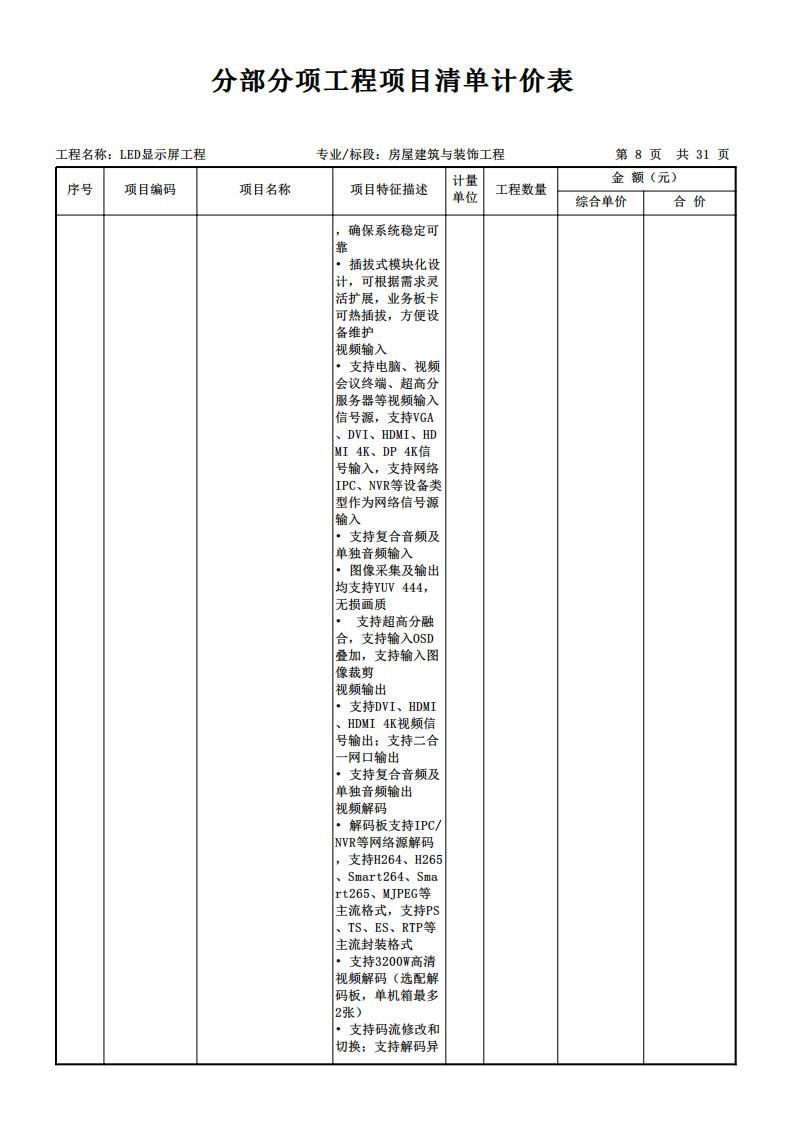 分部分项工程项目清单计价表
工程名称：LED显示屏工程 专业/标段：房屋建筑与装饰工程 第 8 页 共 31 页
序号 项目编码 项目名称 项目特征描述 计量单位 工程数量 金 额（元）
综合单价 合 价
，确保系统稳定可
靠
• 插拔式模块化设
计，可根据需求灵
活扩展，业务板卡
可热插拔，方便设
备维护
视频输入
• 支持电脑、视频
会议终端、超高分
服务器等视频输入
信号源，支持VGA
、DVI、HDMI、HD
MI 4K、DP 4K信
号输入，支持网络
IPC、NVR等设备类
型作为网络信号源
输入
• 支持复合音频及
单独音频输入
• 图像采集及输出
均支持YUV 444，
无损画质
• 支持超高分融
合，支持输入OSD
叠加，支持输入图
像裁剪
视频输出
• 支持DVI、HDMI
、HDMI 4K视频信
号输出；支持二合
一网口输出
• 支持复合音频及
单独音频输出
视频解码
• 解码板支持IPC/
NVR等网络源解码
，支持H264、H265
、Smart264、Sma
rt265、MJPEG等
主流格式，支持PS
、TS、ES、RTP等
主流封装格式
• 支持3200W高清
视频解码（选配解
码板，单机箱最多
2张）
• 支持码流修改和
切换；支持解码异